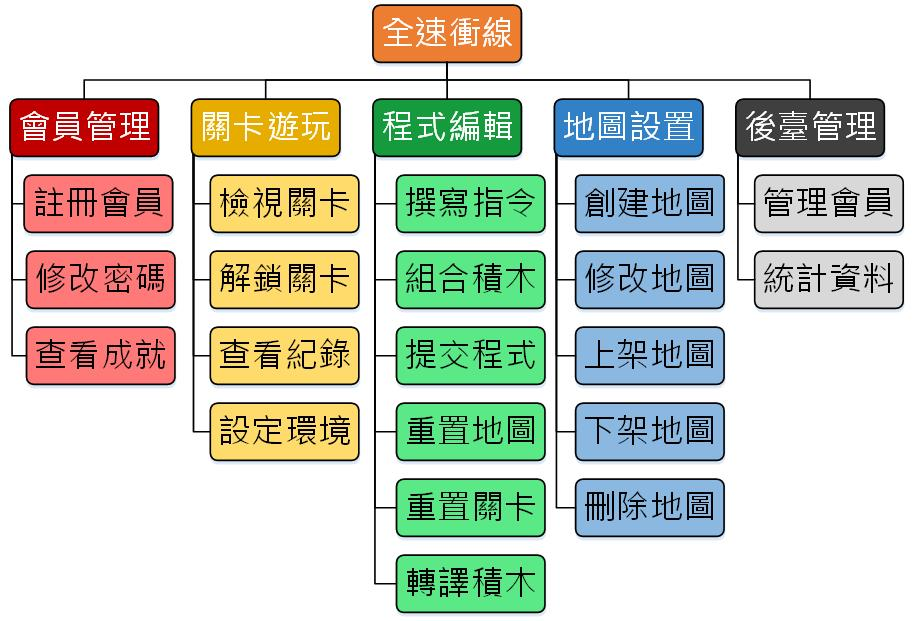 全速衝線
會員管理
註冊會員
修改密碼
查看成就
關卡遊玩
檢視關卡
解鎖關卡
查看紀錄
設定環境
程式編輯
撰寫指令
組合積木
提交程式
重置地圖
重置關卡
轉譯積木
地圖設置
創建地圖
修改地圖
上架地圖
下架地圖
刪除地圖
後臺管理
管理會員
統計資料